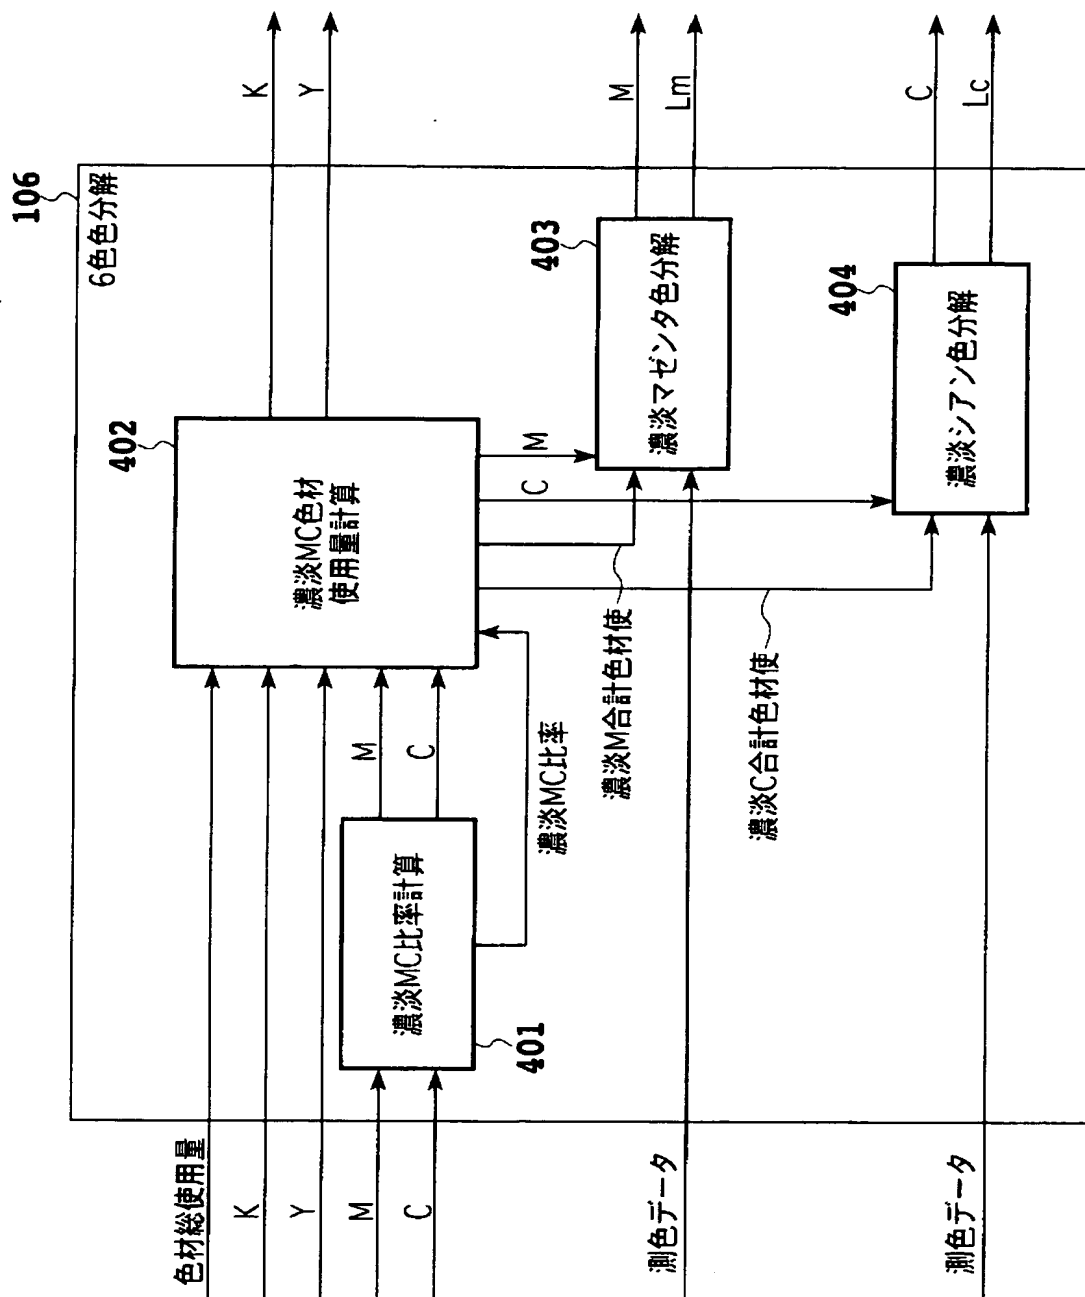 106
6色色分解
色材総使用量
K
Y
M
C
測色データ
測色データ
401
濃淡MC比率計算
M
C
濃淡MC比率
402
濃淡MC色材
使用量計算
M
C
濃淡M合計色材使
濃淡C合計色材使
403
濃淡マゼンタ色分解
404
濃淡シアン色分解
K
Y
M
Lm
C
Lc